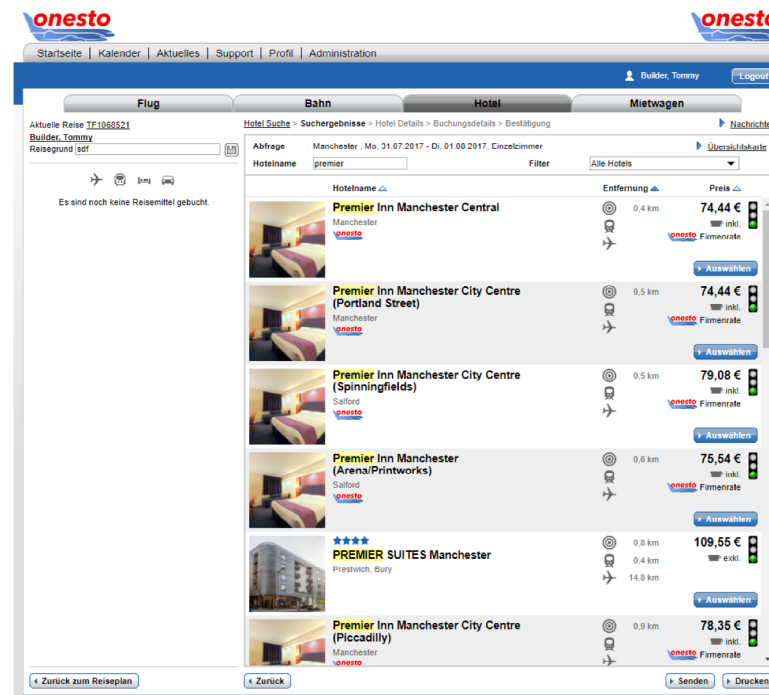 onesto
onesto
Startseite | Kalender | Aktuelles | Support | Profil | Administration
Builder, Tommy
Logout
Flug
Bahn
Hotel
Mietwagen
Aktuelle Reise TF1068521
Builder, Tommy
Reisegrund sdf
Es sind noch keine Reisemittel gebucht.
Hotel Suche > Suchergebnisse > Hotel Details > Buchungsdetails > Bestätigung
Nachrichte
Abfrage Manchester , Mo, 31.07.2017 - Di, 01.08.2017, Einzelzimmer
Übersichtskarte
Hotelname premier
Filter Alle Hotels
Hotelname
Entfernung
Preis
Premier Inn Manchester Central
Manchester
onesto
0,4 km
74,44 €
inkl.
onesto Firmenrate
Auswählen
Premier Inn Manchester City Centre
(Portland Street)
Manchester
onesto
0,5 km
74,44 €
inkl.
onesto Firmenrate
Auswählen
Premier Inn Manchester City Centre
(Spinningfields)
Salford
onesto
0,5 km
79,08 €
inkl.
onesto Firmenrate
Auswählen
Premier Inn Manchester
(Arena/Printworks)
Salford
onesto
0,6 km
75,54 €
inkl.
onesto Firmenrate
Auswählen
PREMIER SUITES Manchester
Prestwich, Bury
0,8 km
0,4 km
14,8 km
109,55 €
exkl.
Auswählen
Premier Inn Manchester City Centre
(Piccadilly)
Manchester
onesto
0,9 km
78,35 €
inkl.
onesto Firmenrate
Zurück zum Reiseplan
Zurück
Senden
Drucken